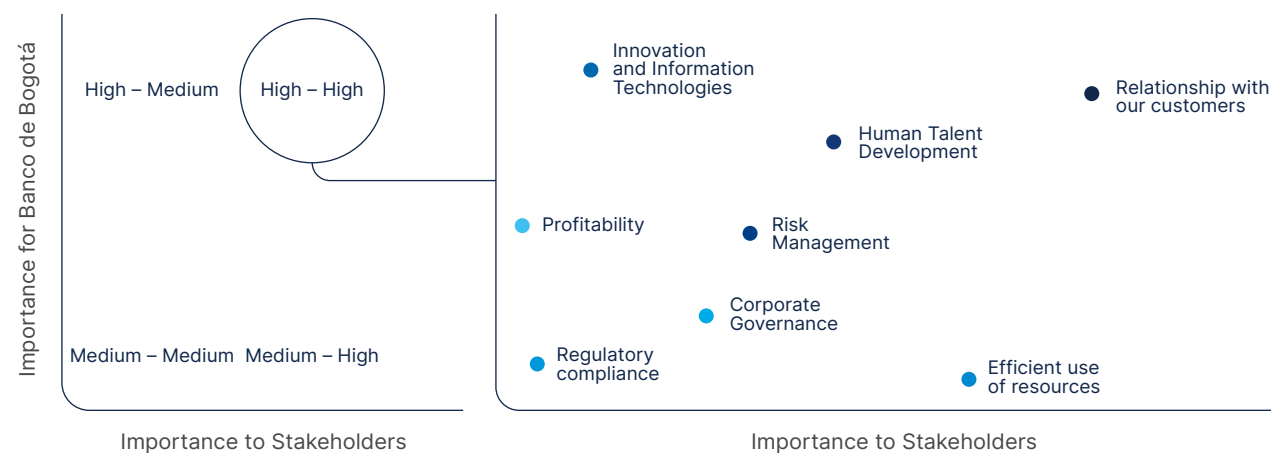 Importance for Banco de Bogotá
High – Medium
High – High
Medium – Medium
Medium – High
Importance to Stakeholders
Innovation
and Information
Technologies
Relationship with
our customers
Human Talent
Development
Profitability
Risk
Management
Corporate
Governance
Regulatory
compliance
Efficient use
of resources
Importance to Stakeholders